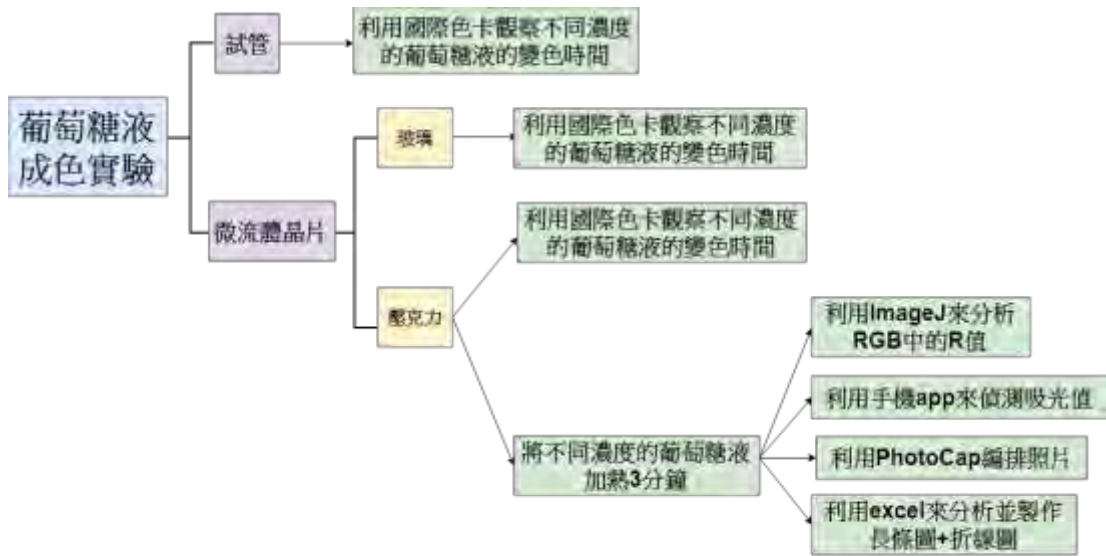 試管
利用國際色卡觀察不同濃度
的葡萄糖液的變色時間
葡萄糖液
成色實驗
玻璃
利用國際色卡觀察不同濃度
的葡萄糖液的變色時間
微流體晶片
利用國際色卡觀察不同濃度
的葡萄糖液的變色時間
壓克力
利用ImageJ來分析
RGB中的R值
利用手機app來偵測吸光值
將不同濃度的葡萄糖液
加熱3分鐘
利用PhotoCap編排照片
利用excel來分析並製作
長條圖+折線圖